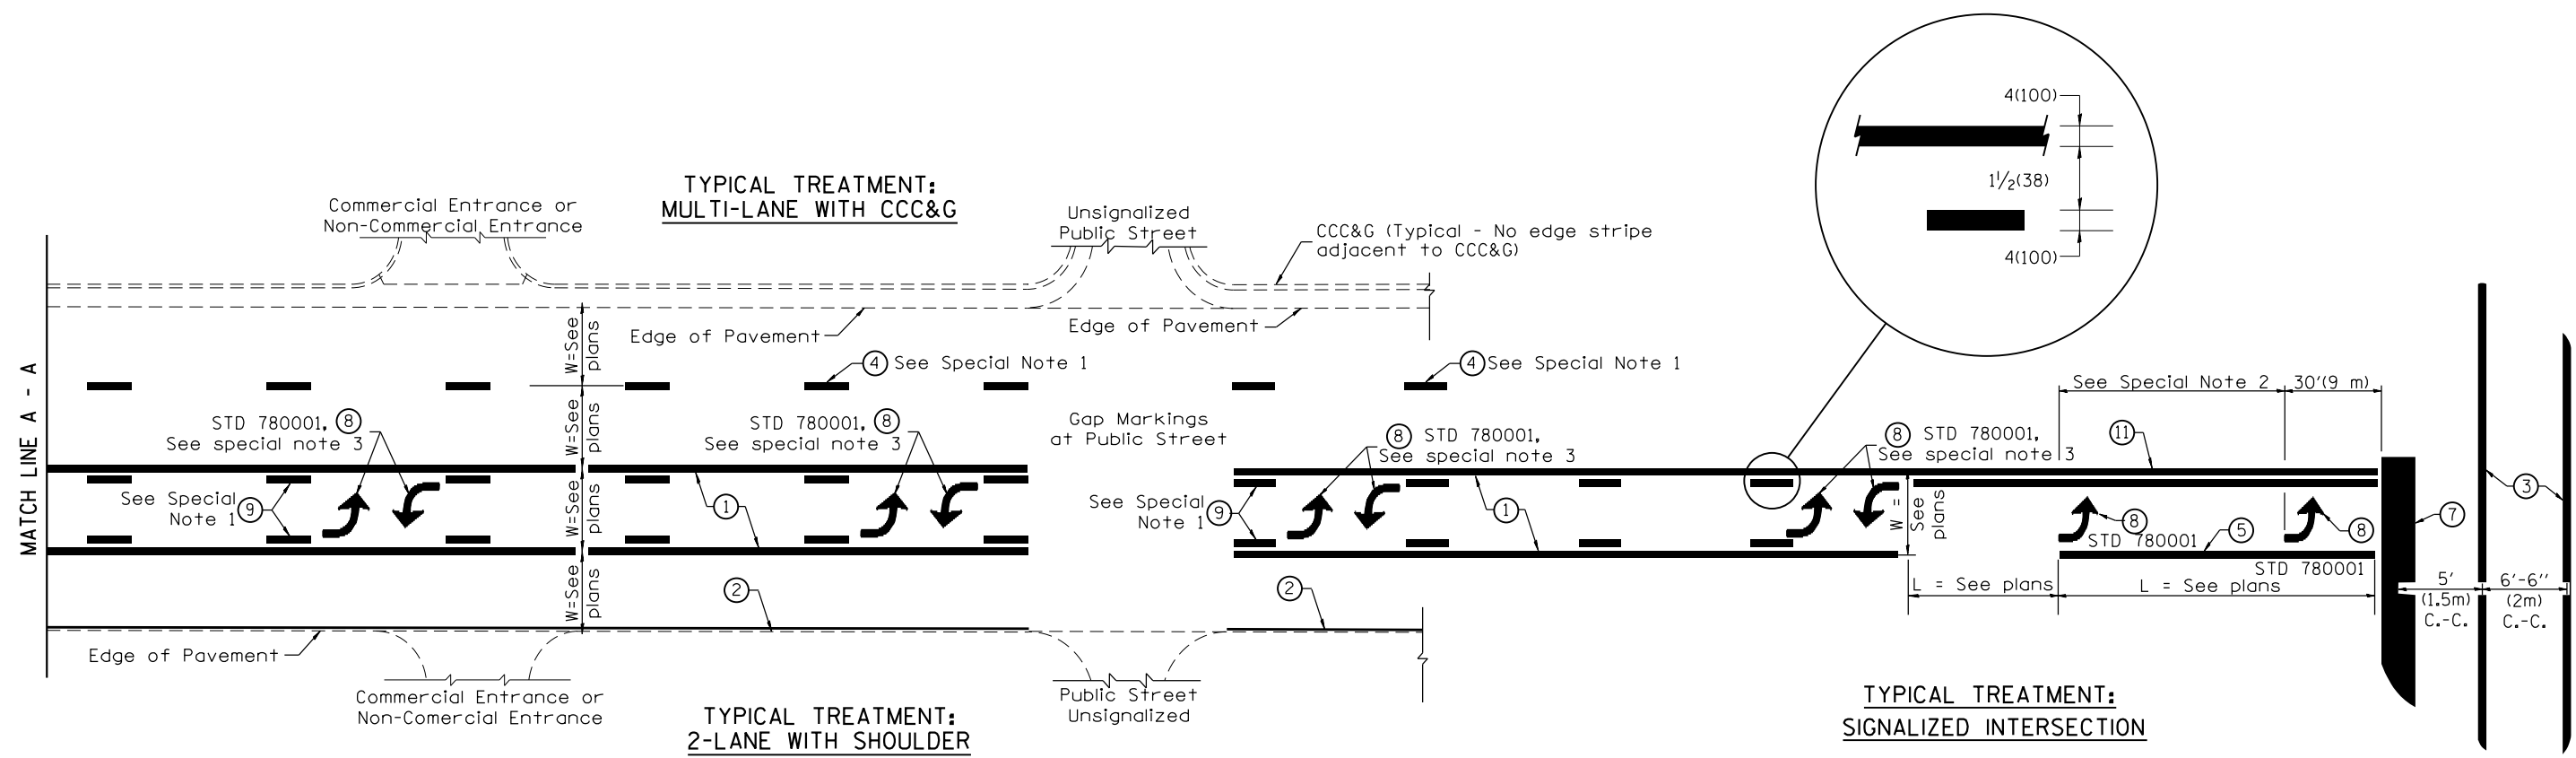 TYPICAL TREATMENT:
MULTI-LANE WITH CCC&G
Commercial Entrance or
Non-Commercial Entrance
Unsignalized
Public Street
CCC&G (Typical - No edge stripe
adjacent to CCC&G)
4(100)
1 1/2(38)
4(100)
Edge of Pavement
Edge of Pavement
W=See
plans
4 See Special Note 1
4 See Special Note 1
MATCH LINE A - A
STD 780001, 8
See special note 3
W=See
plans
STD 780001, 8
See special note 3
Gap Markings
at Public Street
8 STD 780001,
See special note 3
8 STD 780001,
See special note 3
See Special Note 2
30'(9 m)
11
See Special
Note 1
9
W=See
plans
1
See Special
Note 1
9
1
W =
See
plans
8
STD 780001
5
8
7
3
STD 780001
L = See plans
L = See plans
5'
(1.5m)
C.-C.
6'-6"
(2m)
C.-C.
W=See
plans
2
2
Edge of Pavement
Commercial Entrance or
Non-Comercial Entrance
Public Street
Unsignalized
TYPICAL TREATMENT:
2-LANE WITH SHOULDER
TYPICAL TREATMENT:
SIGNALIZED INTERSECTION